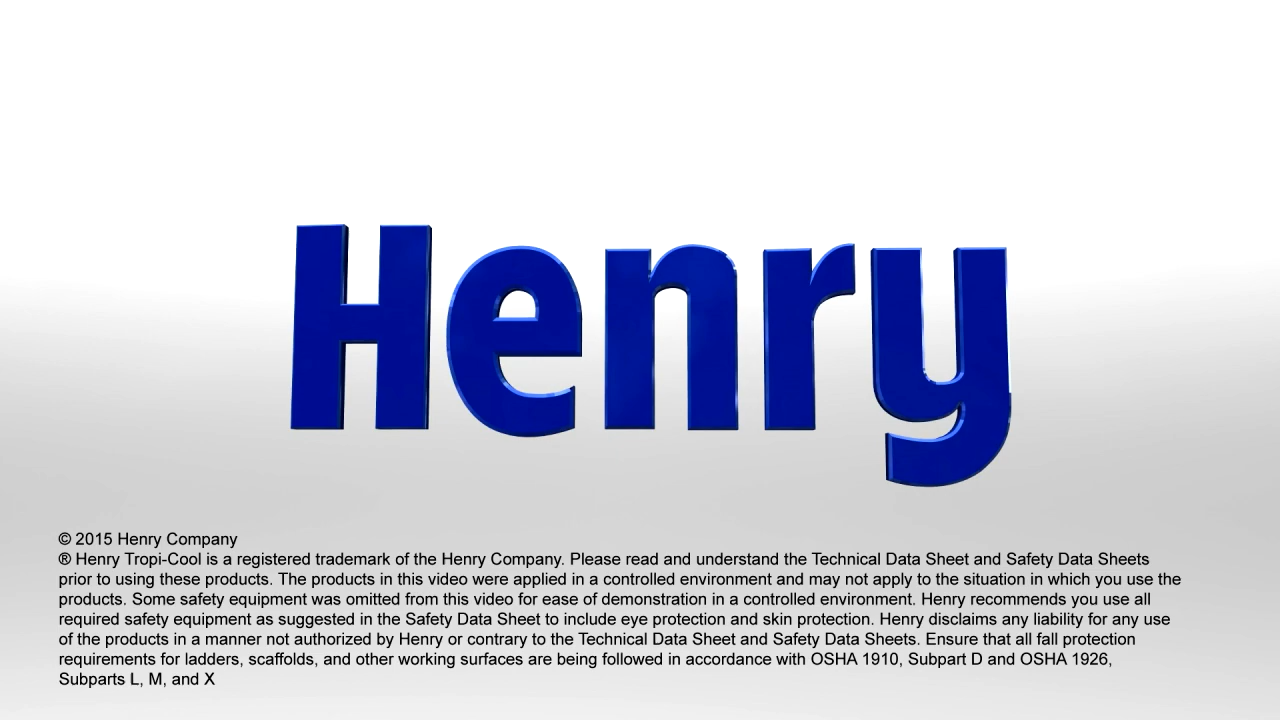 Henry
© 2015 Henry Company
® Henry Tropi-Cool is a registered trademark of the Henry Company. Please read and understand the Technical Data Sheet and Safety Data Sheets
prior to using these products. The products in this video were applied in a controlled environment and may not apply to the situation in which you use the
products. Some safety equipment was omitted from this video for ease of demonstration in a controlled environment. Henry recommends you use all
required safety equipment as suggested in the Safety Data Sheet to include eye protection and skin protection. Henry disclaims any liability for any use
of the products in a manner not authorized by Henry or contrary to the Technical Data Sheet and Safety Data Sheets. Ensure that all fall protection
requirements for ladders, scaffolds, and other working surfaces are being followed in accordance with OSHA 1910, Subpart D and OSHA 1926,
Subparts L, M, and X